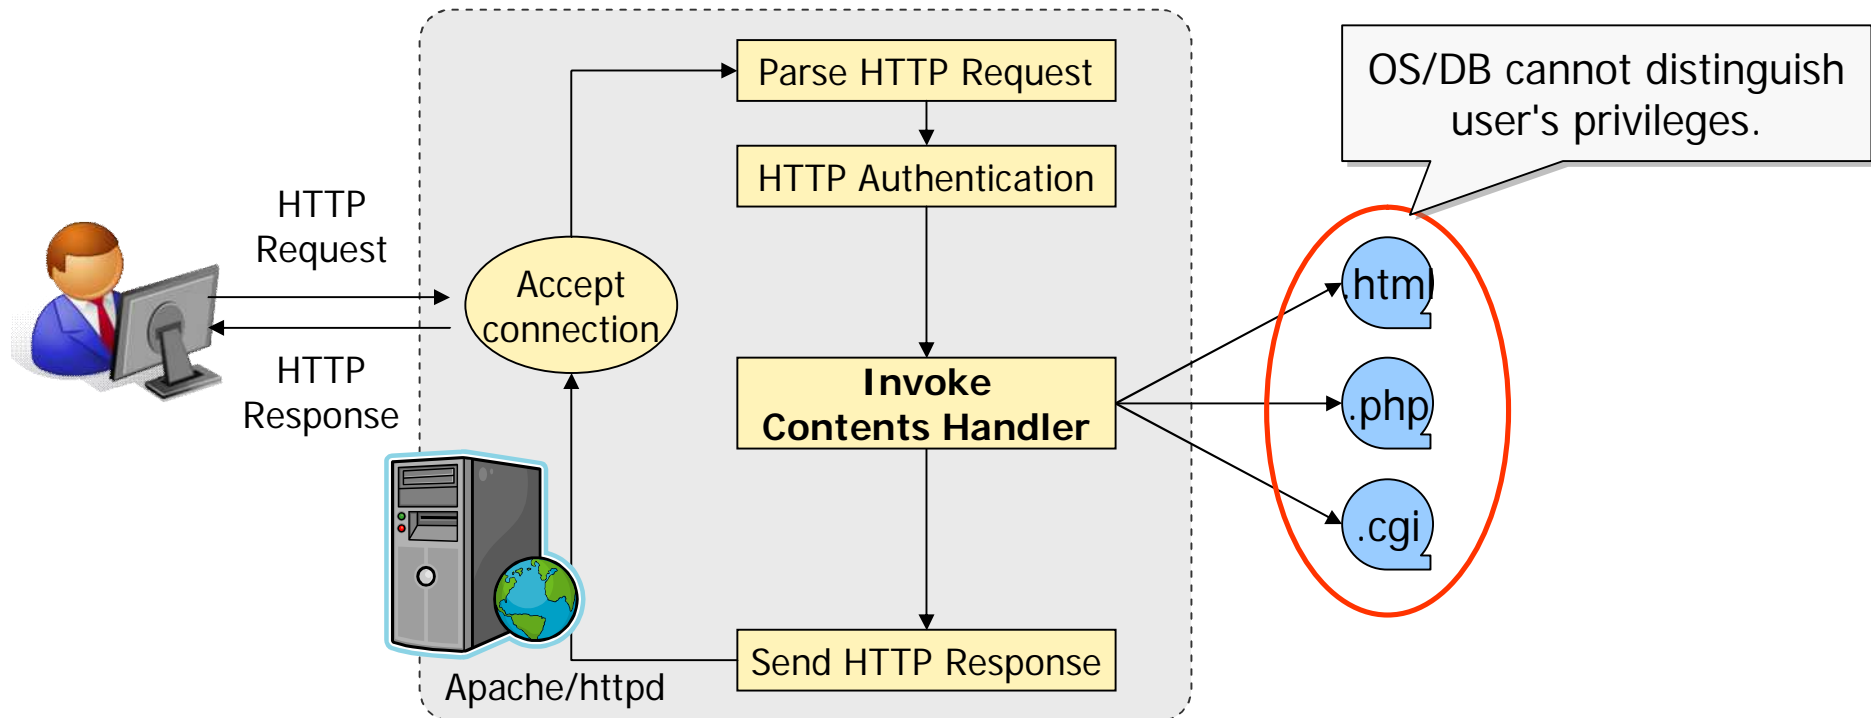 HTTP
Request
HTTP
Response
Accept
connection
Apache/httpd
Parse HTTP Request
HTTP Authentication
Invoke
Contents Handler
Send HTTP Response
OS/DB cannot distinguish
user's privileges.
.html
.php
.cgi